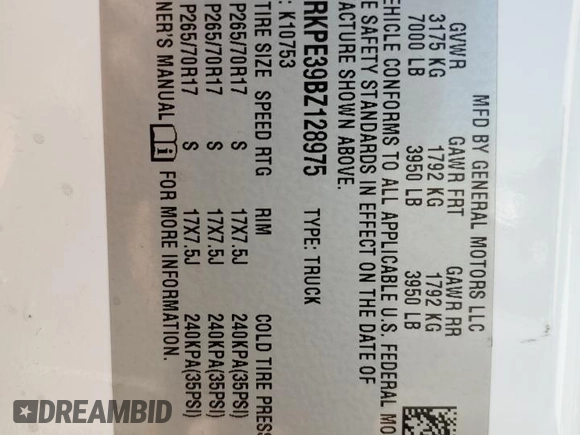 MFD BY GENERAL MOTORS LLC
GVWR GAWR FRT GAWR RR
3175 KG 1792 KG 1792 KG
7000 LB 3950 LB 3950 LB
EHICLE CONFORMS TO ALL APPLICABLE U.S. FEDERAL MO
E SAFETY STANDARDS IN EFFECT ON THE DATE OF
ACTURE SHOWN ABOVE.
RKPE39BZ128975 TYPE: TRUCK
: K10753
TIRE SIZE SPEED RTG RIM COLD TIRE PRESS
P265/70R17 S 17X7.5J 240KPA(35PSI)
P265/70R17 S 17X7.5J 240KPA(35PSI)
P265/70R17 S 17X7.5J 240KPA(35PSI)
NER'S MANUAL FOR MORE INFORMATION
DREAMBID